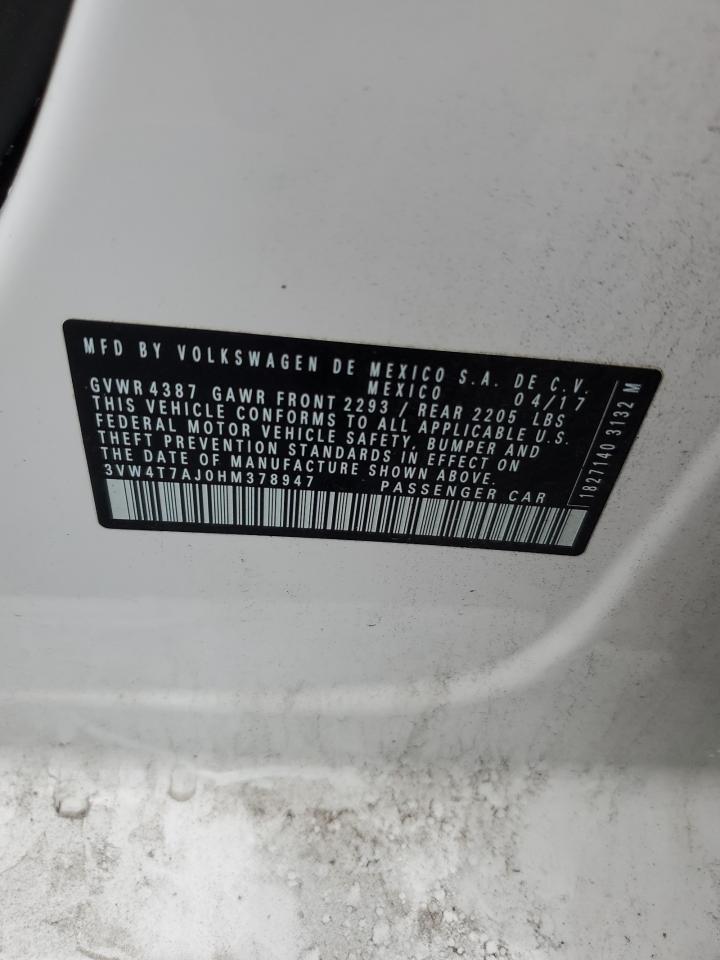 MFD BY VOLKSWAGEN DE MEXICO S.A. DE C.V.
MEXICO 04/17
GVWR 4387 GAWR FRONT 2293 / REAR 2205 LBS
THIS VEHICLE CONFORMS TO ALL APPLICABLE U.S.
FEDERAL MOTOR VEHICLE SAFETY, BUMPER AND
THEFT PREVENTION STANDARDS IN EFFECT ON
THE DATE OF MANUFACTURE SHOWN ABOVE.
3VW4T7AJ0HM378947 PASSENGER CAR
1827140 3132 M